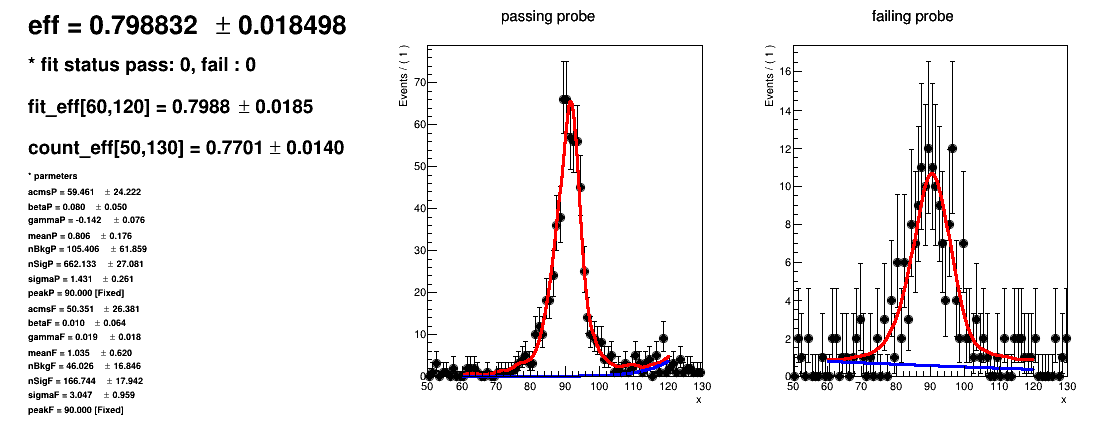 eff = 0.798832 ± 0.018498
* fit status pass: 0, fail : 0
fit_eff[60,120] = 0.7988 ± 0.0185
count_eff[50,130] = 0.7701 ± 0.0140
* parmeters
acmsP = 59.461 ± 24.222
betaP = 0.080 ± 0.050
gammaP = -0.142 ± 0.076
meanP = 0.806 ± 0.176
nBkgP = 105.406 ± 61.859
nSigP = 662.133 ± 27.081
sigmaP = 1.431 ± 0.261
peakP = 90.000 [Fixed]
acmsF = 50.351 ± 26.381
betaF = 0.010 ± 0.064
gammaF = 0.019 ± 0.018
meanF = 1.035 ± 0.620
nBkgF = 46.026 ± 16.846
nSigF = 166.744 ± 17.942
sigmaF = 3.047 ± 0.959
peakF = 90.000 [Fixed]
passing probe
Events / ( 1 )
70
60
50
40
30
20
10
0
50 60 70 80 90 100 110 120 130
x
failing probe
Events / ( 1 )
16
14
12
10
8
6
4
2
0
50 60 70 80 90 100 110 120 130
x